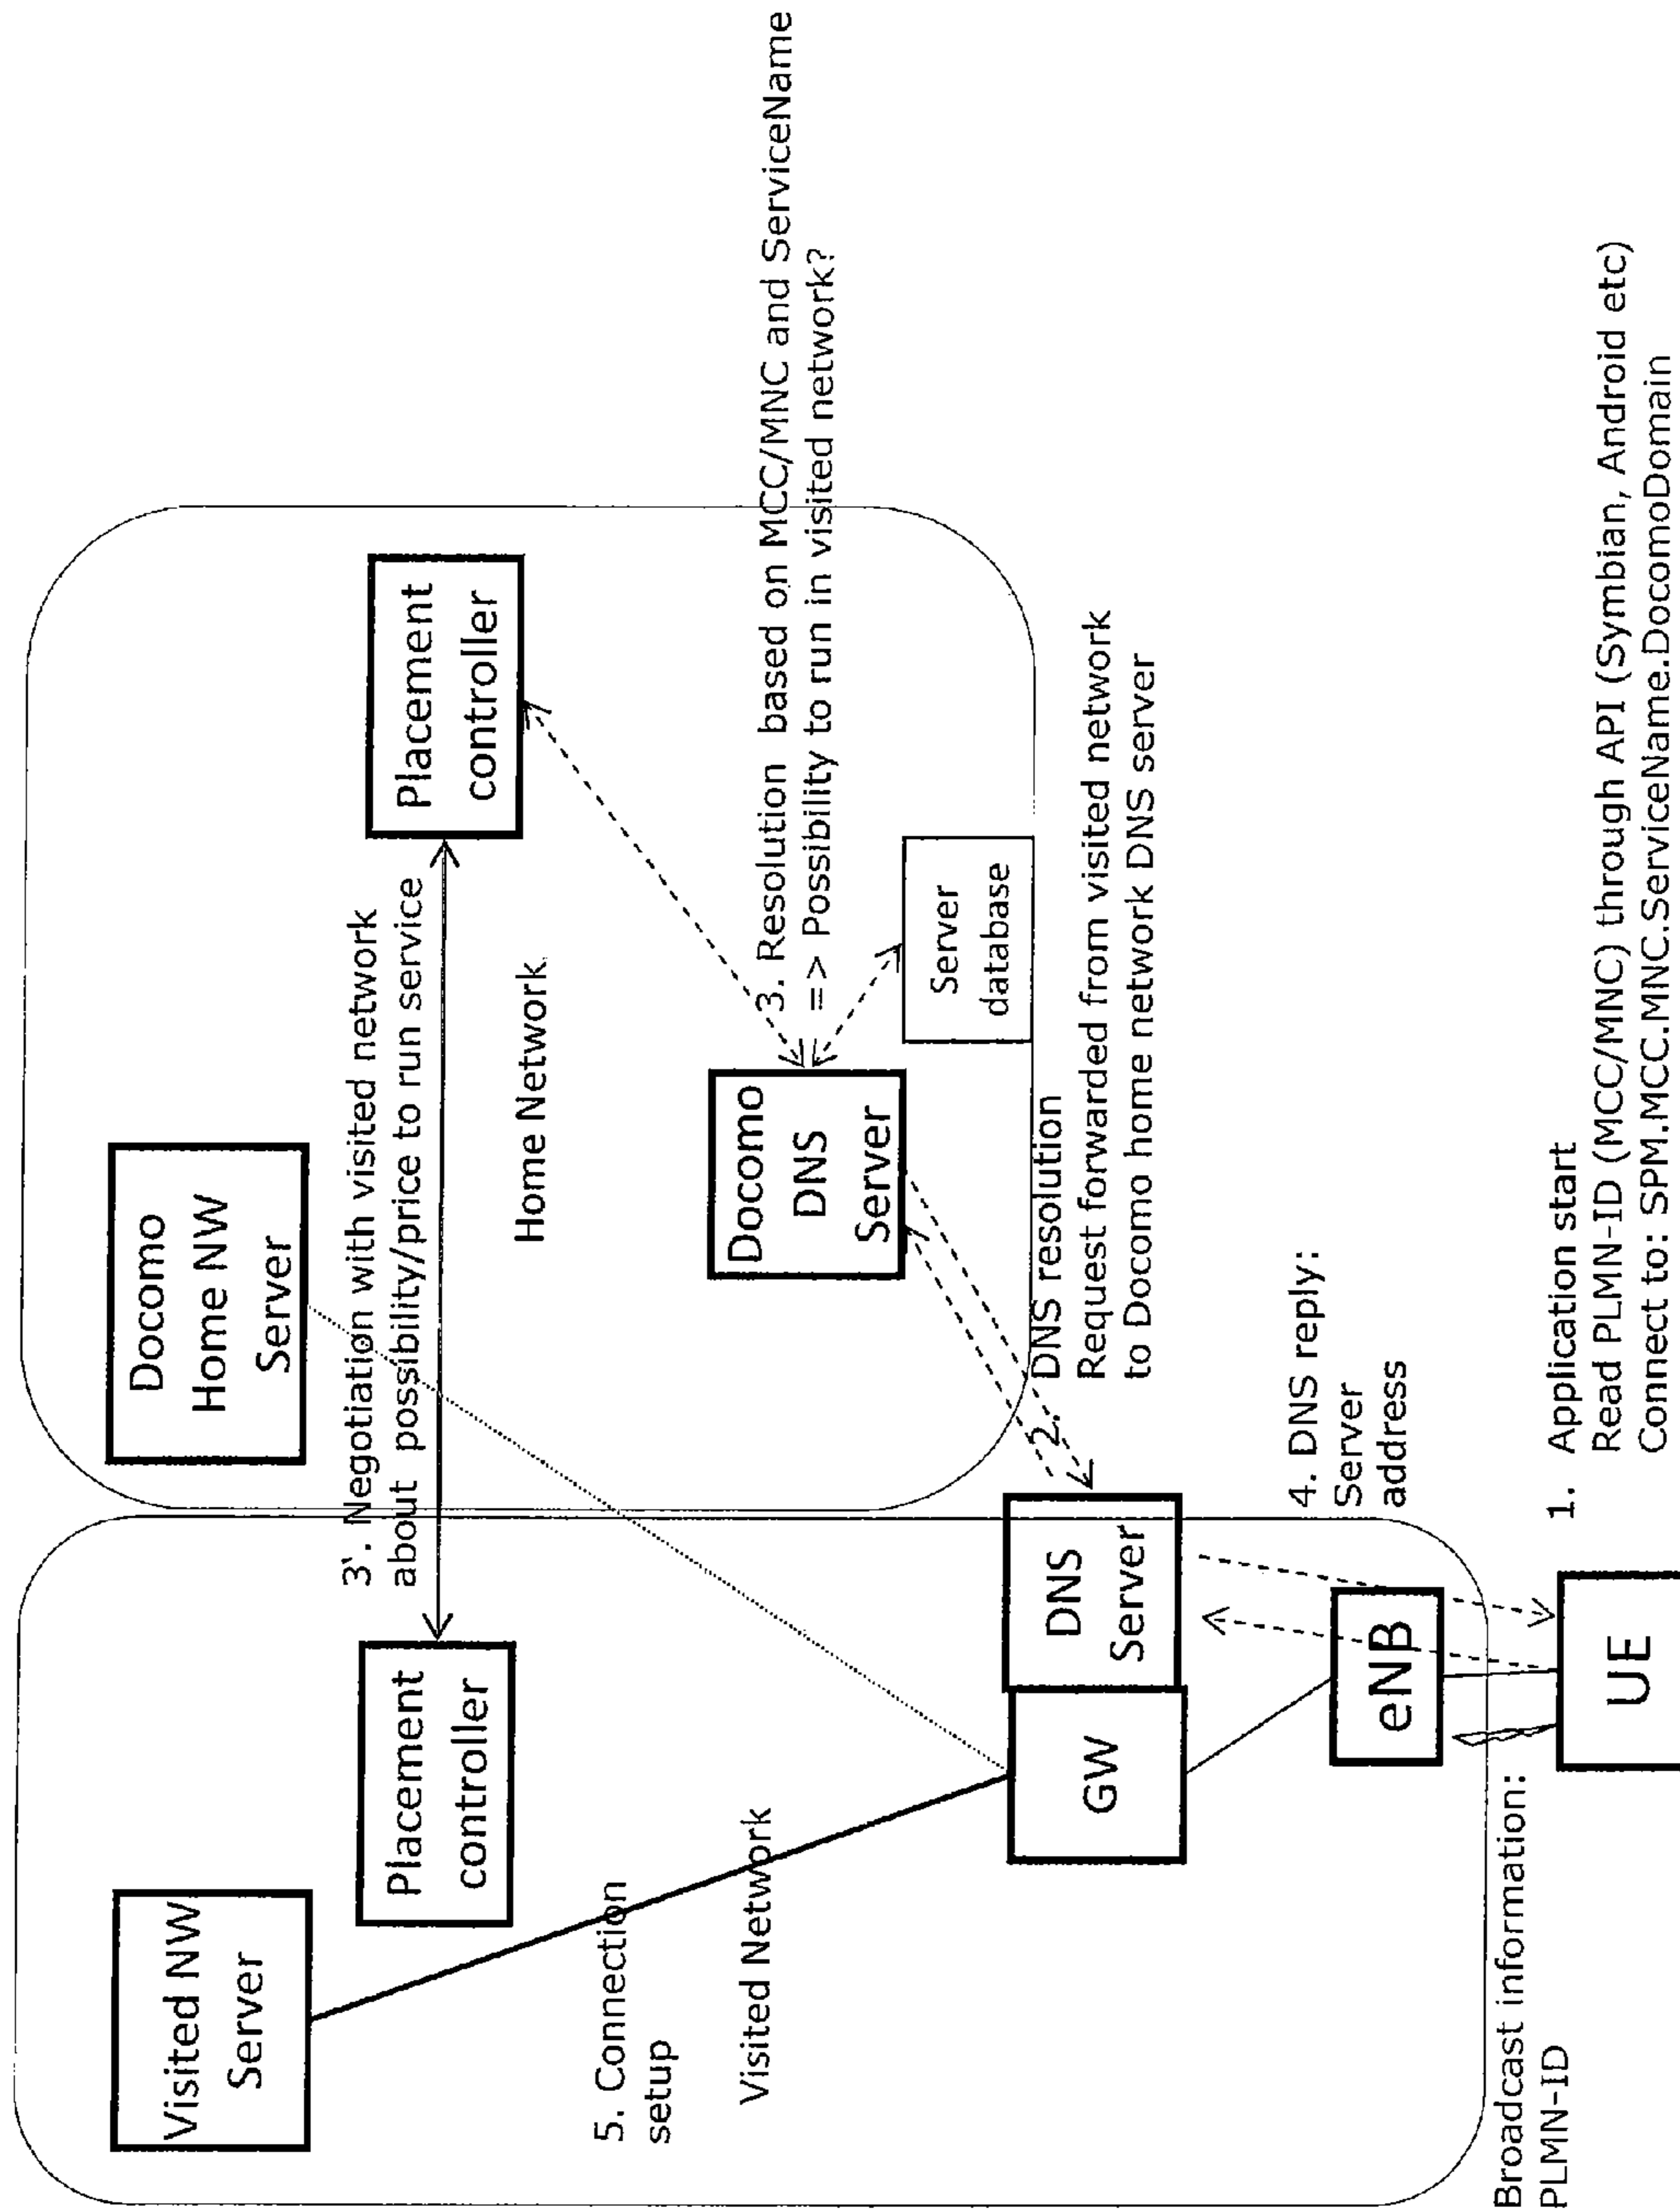 Visited NW
Server
Docomo
Home NW
Server
3'. Negotiation with visited network
about possibility/price to run service
Placement
controller
Placement
controller
Home Network
5. Connection
setup
Visited Network
Docomo
DNS
Server
3. Resolution based on MCC/MNC and ServiceName
=> Possibility to run in visited network?
Server
database
2.
DNS resolution
Request forwarded from visited network
to Docomo home network DNS server
GW
DNS
Server
4. DNS reply:
Server
address
eNB
Broadcast information:
PLMN-ID
UE
1. Application start
Read PLMN-ID (MCC/MNC) through API (Symbian, Android etc)
Connect to: SPM.MCC.MNC.ServiceName.DocomoDomain